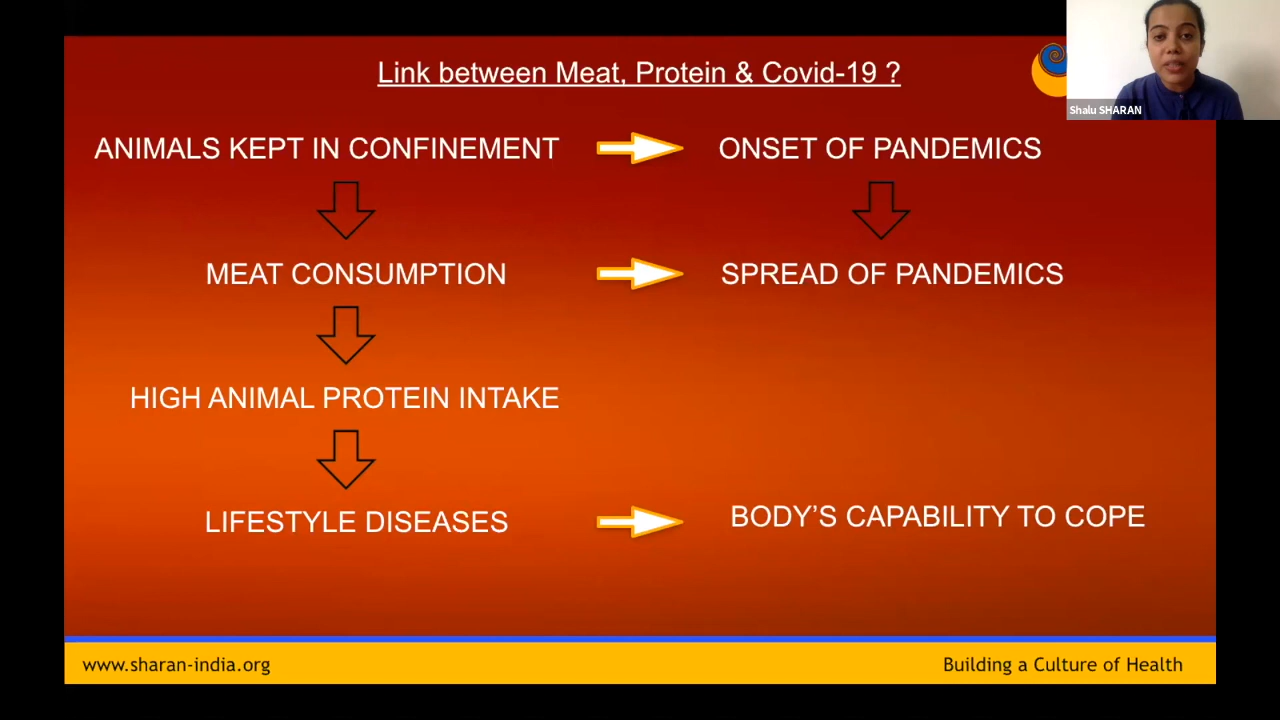 Link between Meat, Protein & Covid-19 ?
Shalu SHARAN
ANIMALS KEPT IN CONFINEMENT
ONSET OF PANDEMICS
MEAT CONSUMPTION
SPREAD OF PANDEMICS
HIGH ANIMAL PROTEIN INTAKE
LIFESTYLE DISEASES
BODY’S CAPABILITY TO COPE
www.sharan-india.org
Building a Culture of Health